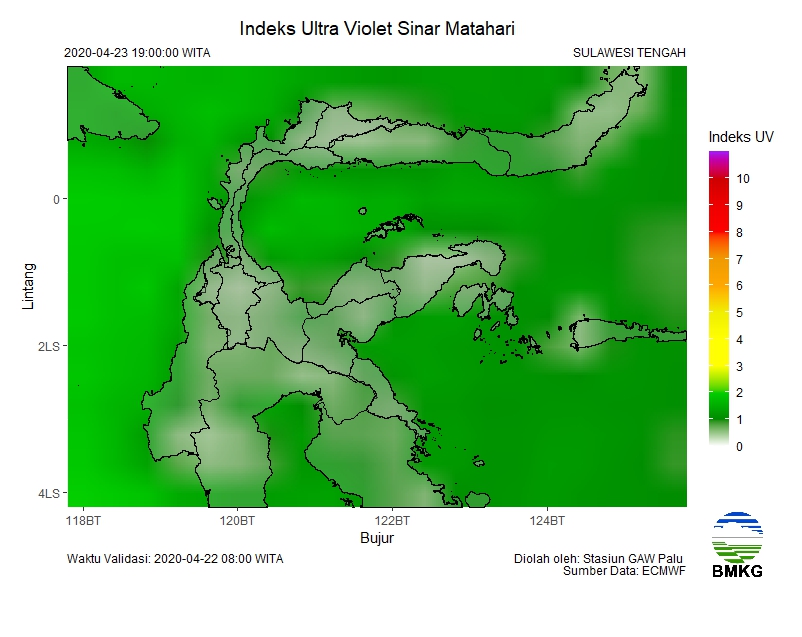 Indeks Ultra Violet Sinar Matahari
2020-04-23 19:00:00 WITA
SULAWESI TENGAH
Indeks UV
10
9
8
7
6
5
4
3
2
1
0
Lintang
0
2LS
4LS
118BT
120BT
122BT
124BT
Bujur
Waktu Validasi: 2020-04-22 08:00 WITA
Diolah oleh: Stasiun GAW Palu
Sumber Data: ECMWF
BMKG